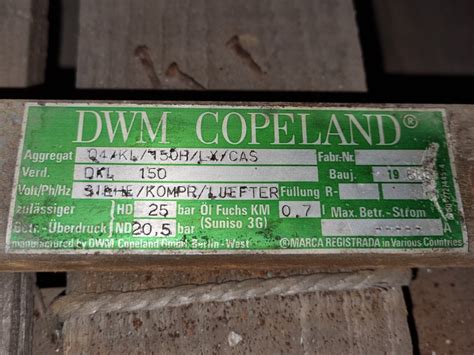 DWM COPELAND®
Aggregat Q4/KL/150H/LX/CAS Fabr-Nr.
Verd. DKL 150 Bauj. 19
Volt/Ph/Hz SIEHE/KOMPR/LUEFTER Füllung R-
zulässiger HD 25 bar Öl Fuchs KM 0,7 l Max. Betr.-Strom
Betr.-Überdruck ND 20,5 bar (Suniso 3G) ----- A
manufactured by DWM Copeland GmbH Berlin-West ®MARCA REGISTRADA in Various Countries